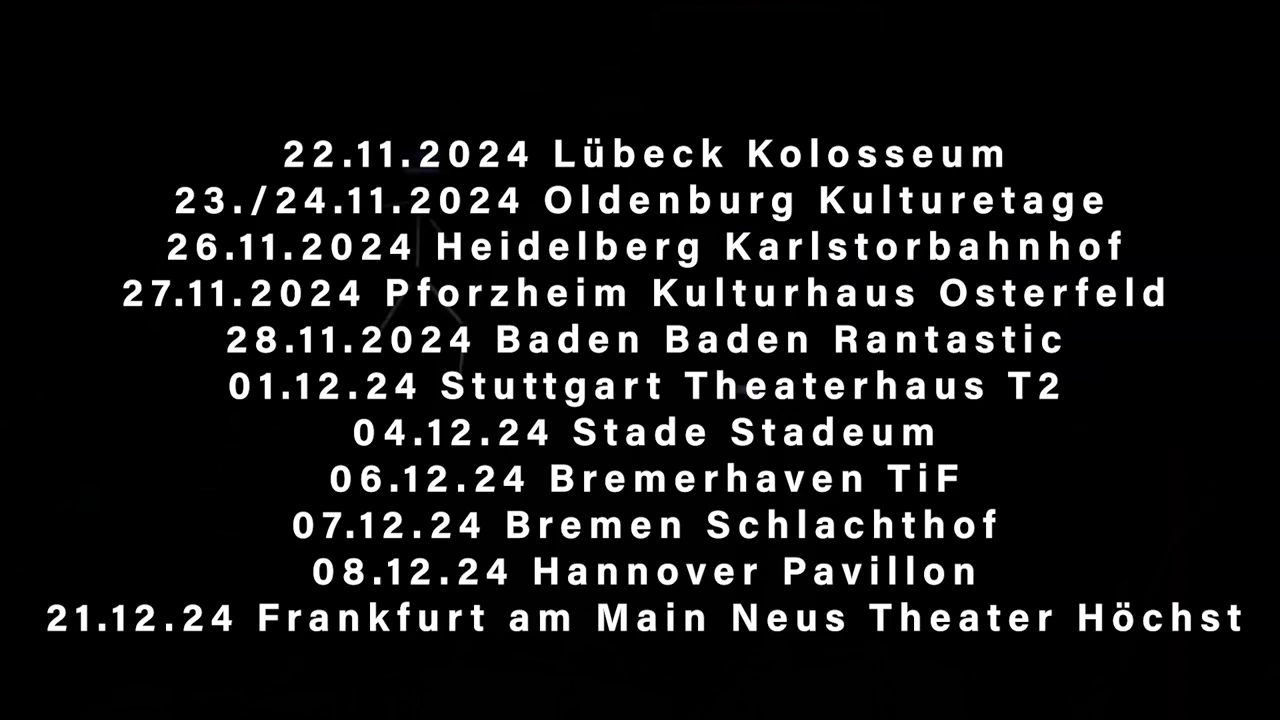 22.11.2024 Lübeck Kolosseum
23./24.11.2024 Oldenburg Kulturetage
26.11.2024 Heidelberg Karlstorbahnhof
27.11.2024 Pforzheim Kulturhaus Osterfeld
28.11.2024 Baden Baden Rantastic
01.12.24 Stuttgart Theaterhaus T2
04.12.24 Stade Stadeum
06.12.24 Bremerhaven TiF
07.12.24 Bremen Schlachthof
08.12.24 Hannover Pavillon
21.12.24 Frankfurt am Main Neus Theater Höchst